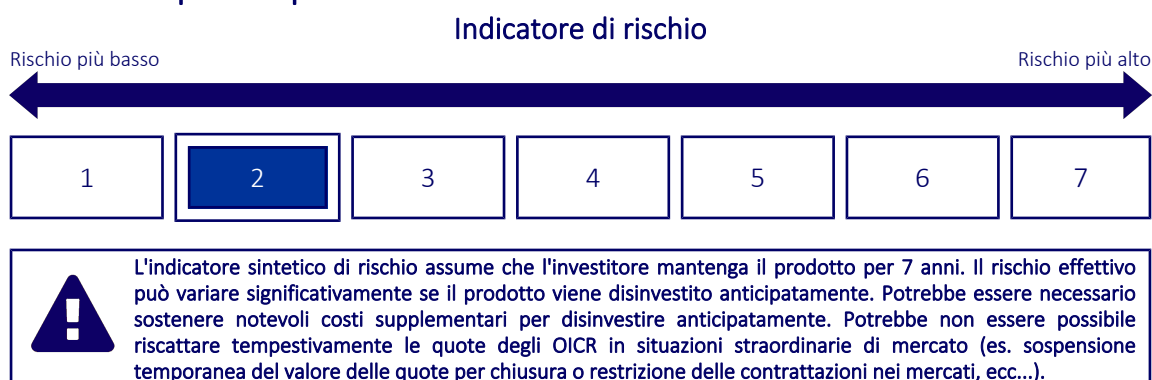 Indicatore di rischio
Rischio più basso
Rischio più alto
1
2
3
4
5
6
7
L'indicatore sintetico di rischio assume che l'investitore mantenga il prodotto per 7 anni. Il rischio effettivo
può variare significativamente se il prodotto viene disinvestito anticipatamente. Potrebbe essere necessario
sostenere notevoli costi supplementari per disinvestire anticipatamente. Potrebbe non essere possibile
riscattare tempestivamente le quote degli OICR in situazioni straordinarie di mercato (es. sospensione
temporanea del valore delle quote per chiusura o restrizione delle contrattazioni nei mercati, ecc...).